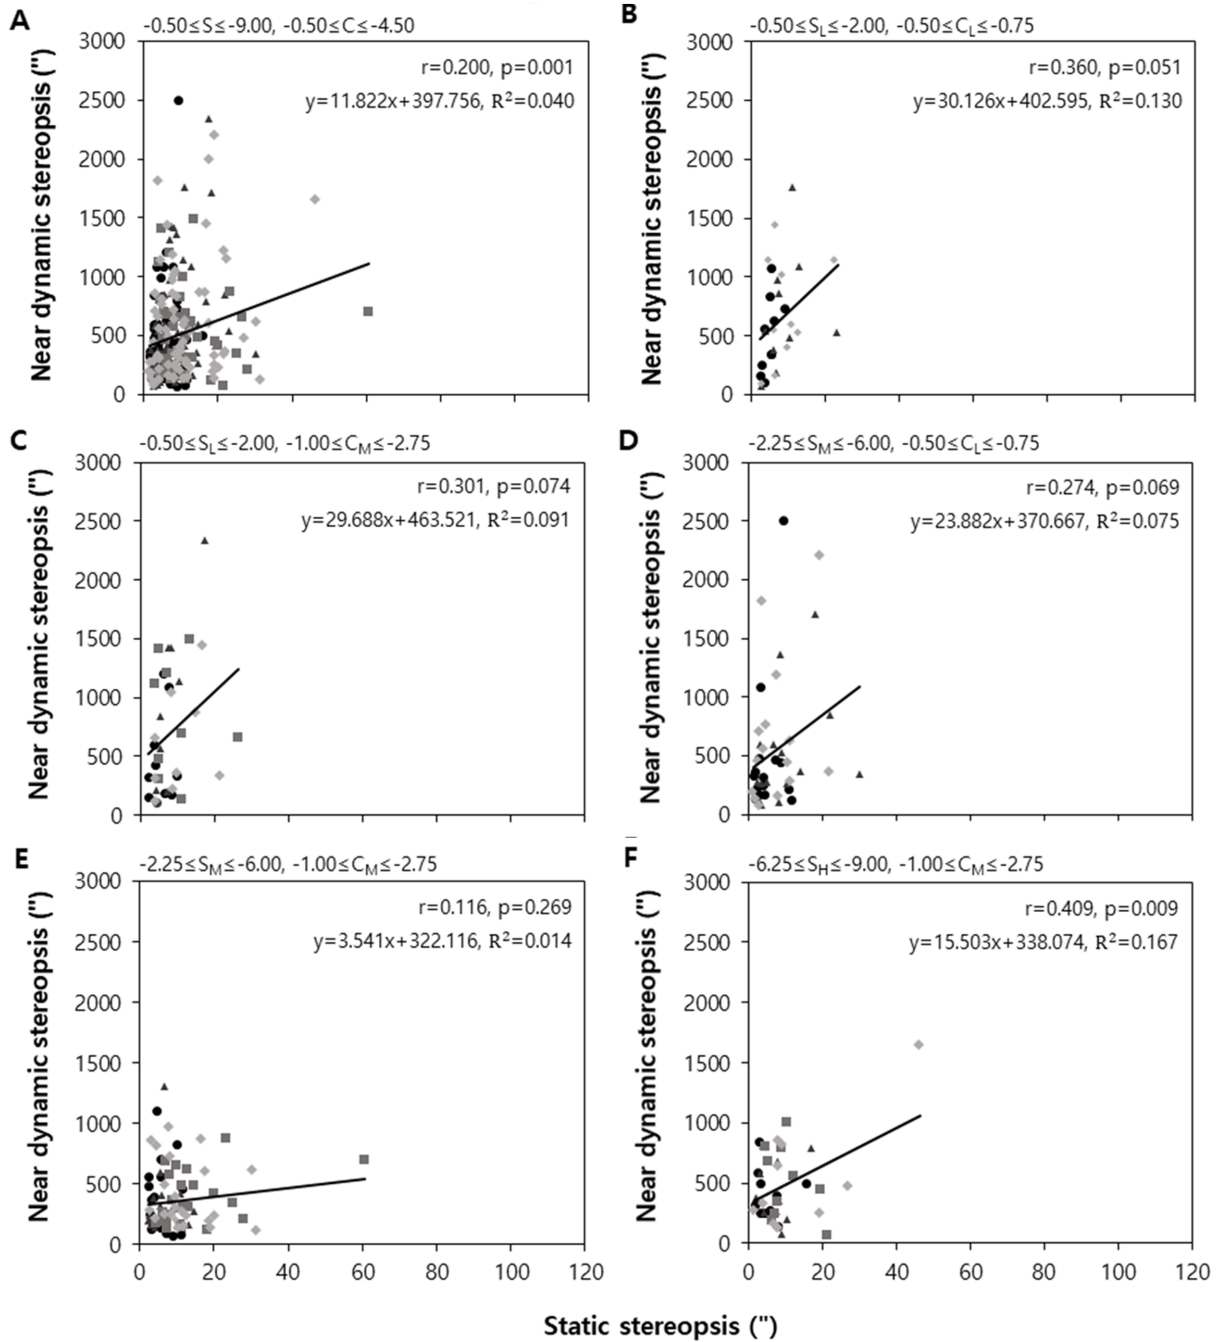 A
-0.50≤S≤-9.00, -0.50≤C≤-4.50
r=0.200, p=0.001
y=11.822x+397.756, R²=0.040
Near dynamic stereopsis (")
3000
2500
2000
1500
1000
500
0
B
-0.50≤S_L≤-2.00, -0.50≤C_L≤-0.75
r=0.360, p=0.051
y=30.126x+402.595, R²=0.130
Near dynamic stereopsis (")
3000
2500
2000
1500
1000
500
0
C
-0.50≤S_L≤-2.00, -1.00≤C_M≤-2.75
r=0.301, p=0.074
y=29.688x+463.521, R²=0.091
Near dynamic stereopsis (")
3000
2500
2000
1500
1000
500
0
D
-2.25≤S_M≤-6.00, -0.50≤C_L≤-0.75
r=0.274, p=0.069
y=23.882x+370.667, R²=0.075
Near dynamic stereopsis (")
3000
2500
2000
1500
1000
500
0
E
-2.25≤S_M≤-6.00, -1.00≤C_M≤-2.75
r=0.116, p=0.269
y=3.541x+322.116, R²=0.014
Near dynamic stereopsis (")
3000
2500
2000
1500
1000
500
0
0 20 40 60 80 100 120
F
-6.25≤S_H≤-9.00, -1.00≤C_M≤-2.75
r=0.409, p=0.009
y=15.503x+338.074, R²=0.167
Near dynamic stereopsis (")
3000
2500
2000
1500
1000
500
0
0 20 40 60 80 100 120
Static stereopsis (")